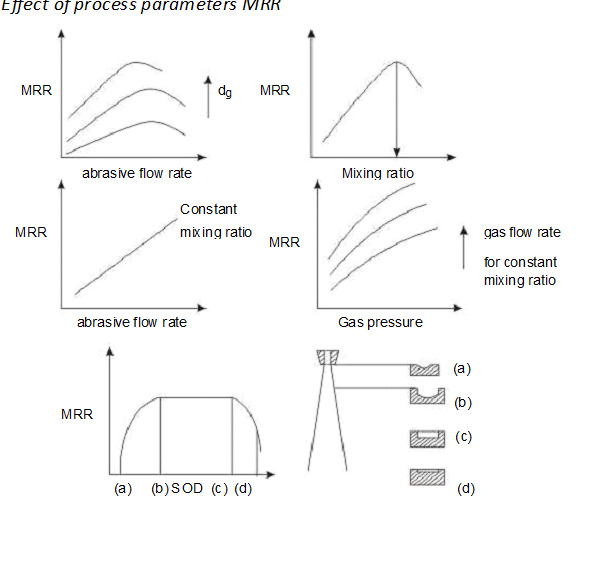 Effect of process parameters MRR
MRR
dg
abrasive flow rate
MRR
Mixing ratio
MRR
Constant
mixing ratio
abrasive flow rate
MRR
gas flow rate
for constant
mixing ratio
Gas pressure
MRR
(a) (b) SOD (c) (d)
(a)
(b)
(c)
(d)